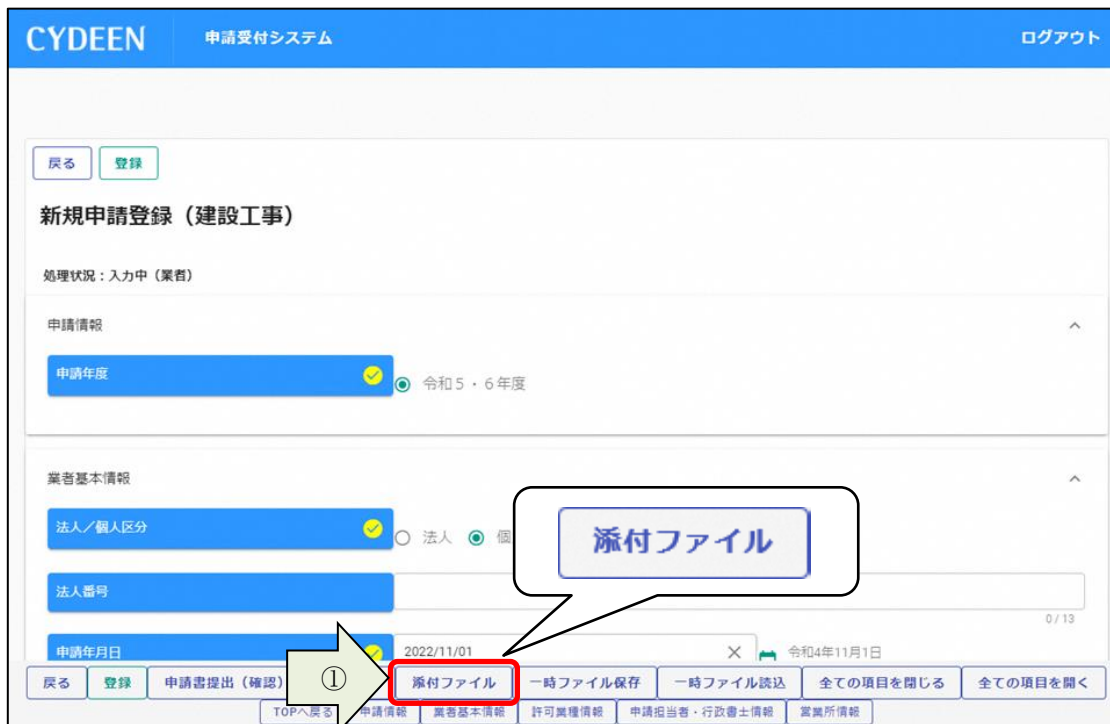 CYDEEN 申請受付システム ログアウト
戻る 登録
新規申請登録（建設工事）
処理状況：入力中（業者）
申請情報
申請年度 令和５・６年度
業者基本情報
法人／個人区分 法人 個
添付ファイル
法人番号
0 / 13
申請年月日 2022/11/01 令和4年11月1日
戻る 登録 申請書提出（確認） ① 添付ファイル 一時ファイル保存 一時ファイル読込 全ての項目を閉じる 全ての項目を開く
TOPへ戻る 申請情報 業者基本情報 許可業種情報 申請担当者・行政書士情報 営業所情報